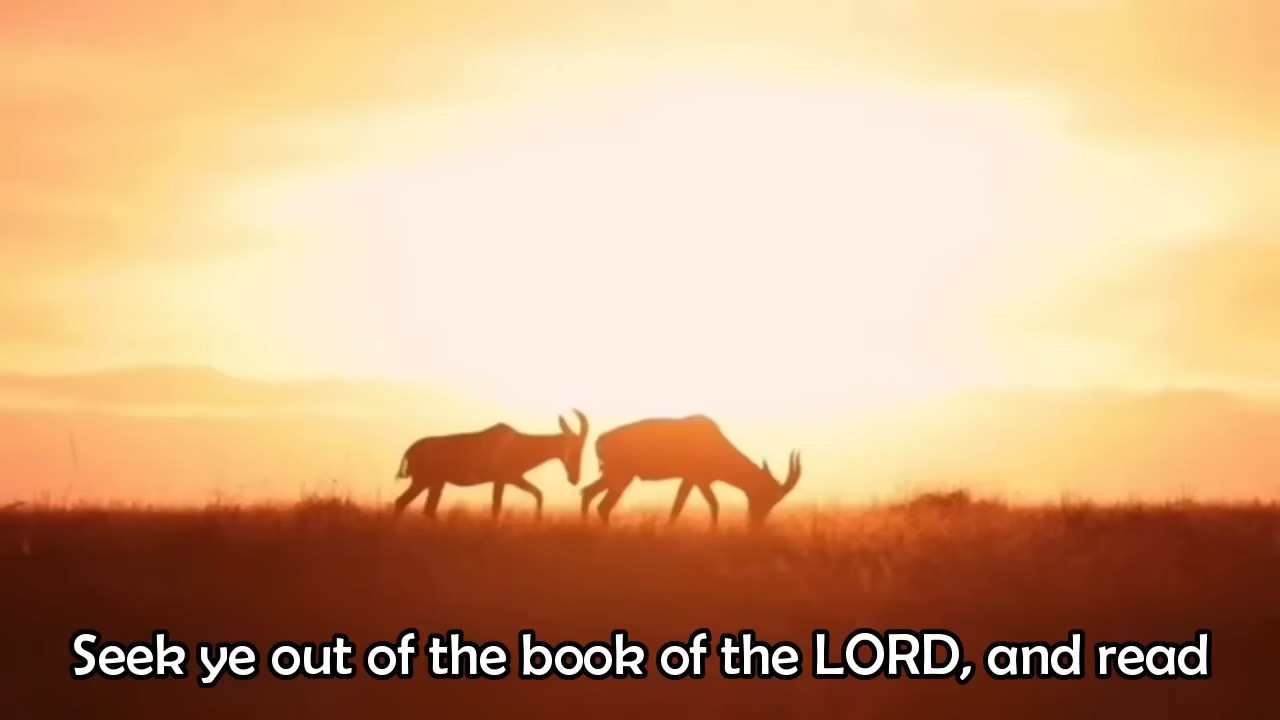 Seek ye out of the book of the LORD, and read